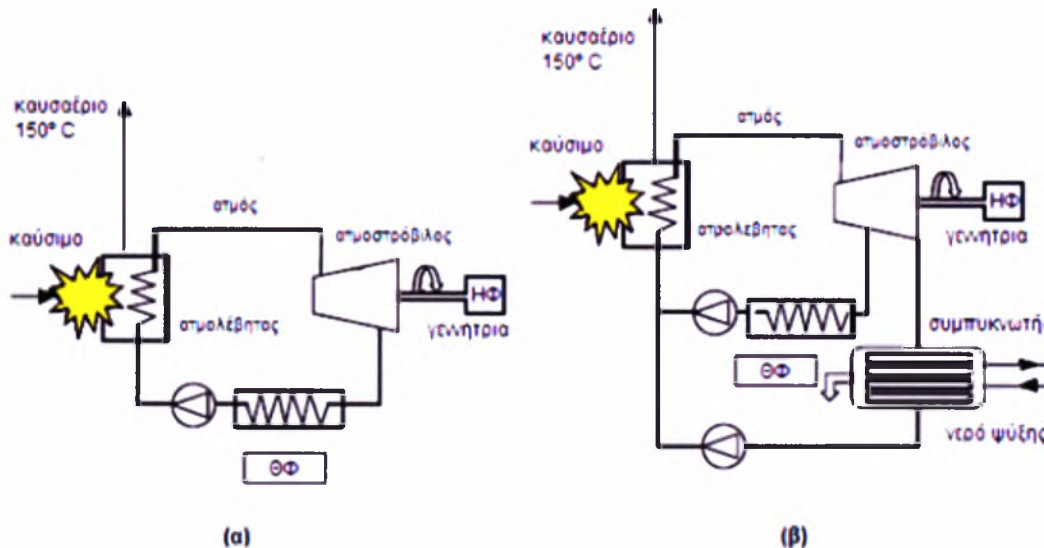 καυσαέριο
150° C
καύσιμο
ατμός
ατμοστρόβιλος
ΗΦ
γεννήτρια
ατμολέβητας
ΘΦ
(α)
καυσαέριο
150° C
καύσιμο
ατμός
ατμοστρόβιλος
ΗΦ
γεννήτρια
ατμολέβητας
συμπυκνωτής
ΘΦ
νερό ψύξης
(β)